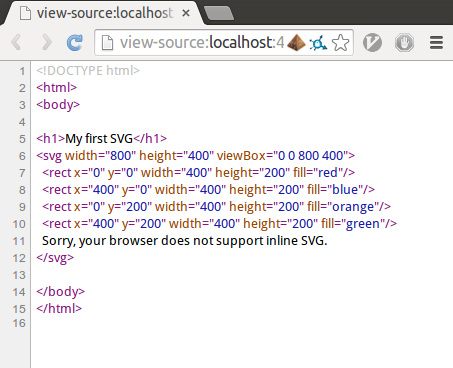 view-source:localhost: ×
view-source:localhost:4
1 <!DOCTYPE html>
2 <html>
3 <body>
4
5 <h1>My first SVG</h1>
6 <svg width="800" height="400" viewBox="0 0 800 400">
7 <rect x="0" y="0" width="400" height="200" fill="red"/>
8 <rect x="400" y="0" width="400" height="200" fill="blue"/>
9 <rect x="0" y="200" width="400" height="200" fill="orange"/>
10 <rect x="400" y="200" width="400" height="200" fill="green"/>
11 Sorry, your browser does not support inline SVG.
12 </svg>
13
14 </body>
15 </html>
16